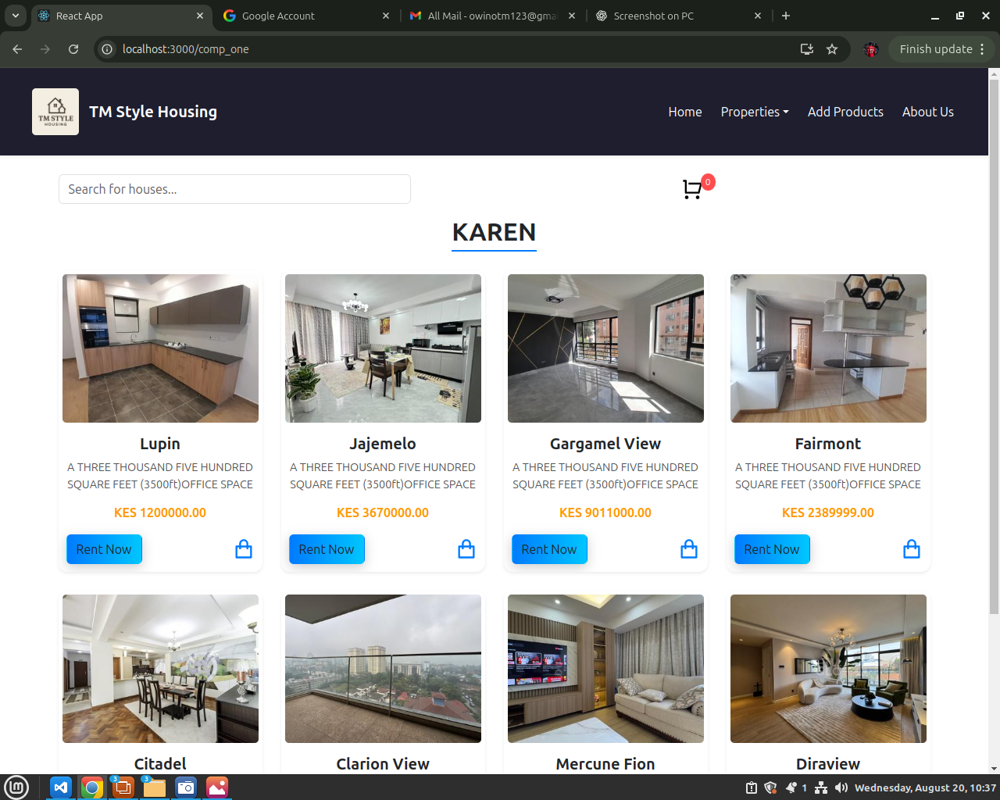 React App
Google Account
All Mail - owinotm123@gmai
Screenshot on PC
localhost:3000/comp_one
Finish update
TM STYLE
HOUSING
TM Style Housing
Home
Properties
Add Products
About Us
Search for houses...
0
KAREN
Lupin
A THREE THOUSAND FIVE HUNDRED
SQUARE FEET (3500ft)OFFICE SPACE
KES 1200000.00
Rent Now
Jajemelo
A THREE THOUSAND FIVE HUNDRED
SQUARE FEET (3500ft)OFFICE SPACE
KES 3670000.00
Rent Now
Gargamel View
A THREE THOUSAND FIVE HUNDRED
SQUARE FEET (3500ft)OFFICE SPACE
KES 9011000.00
Rent Now
Fairmont
A THREE THOUSAND FIVE HUNDRED
SQUARE FEET (3500ft)OFFICE SPACE
KES 2389999.00
Rent Now
Citadel
Clarion View
Mercune Fion
Diraview
3
3
1
Wednesday, August 20, 10:37